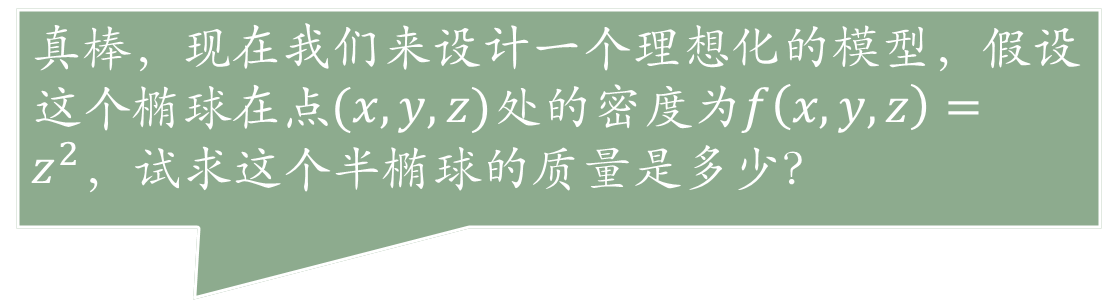 真棒，现在我们来设计一个理想化的模型，假设
这个椭球在点(x,y,z)处的密度为f(x,y,z) =
z²，试求这个半椭球的质量是多少?